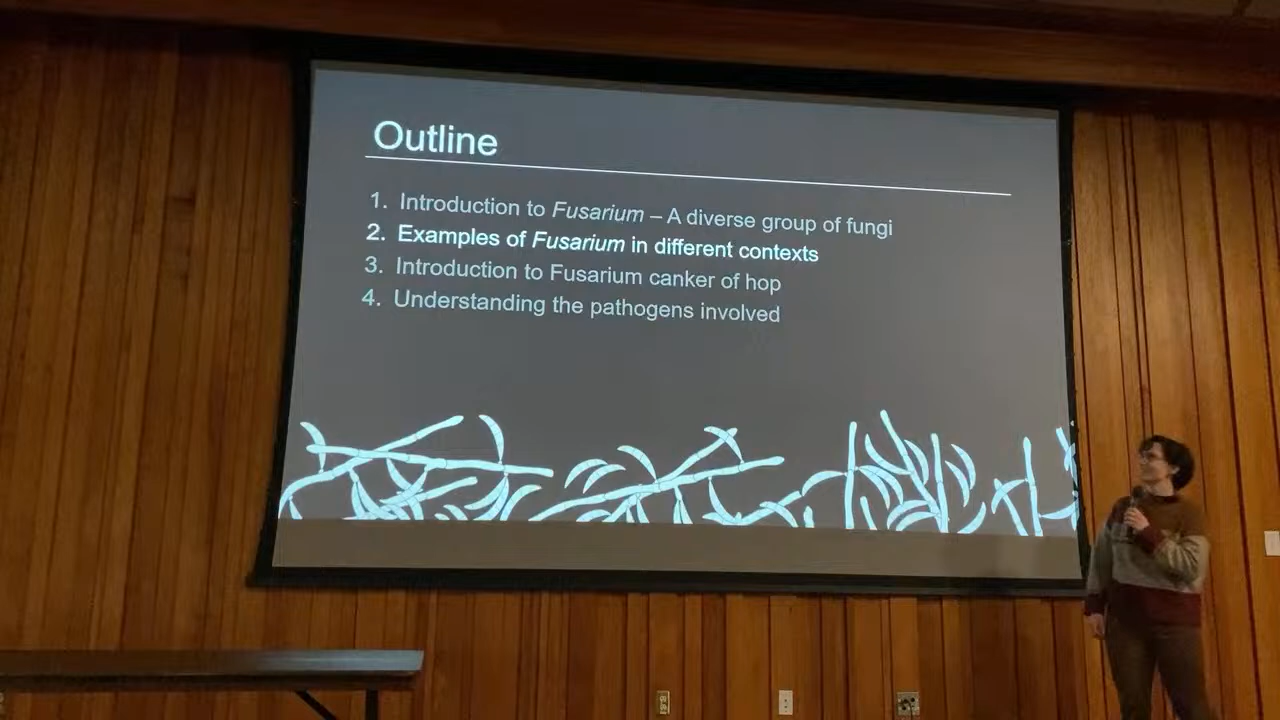 Outline
1. Introduction to Fusarium – A diverse group of fungi
2. Examples of Fusarium in different contexts
3. Introduction to Fusarium canker of hop
4. Understanding the pathogens involved